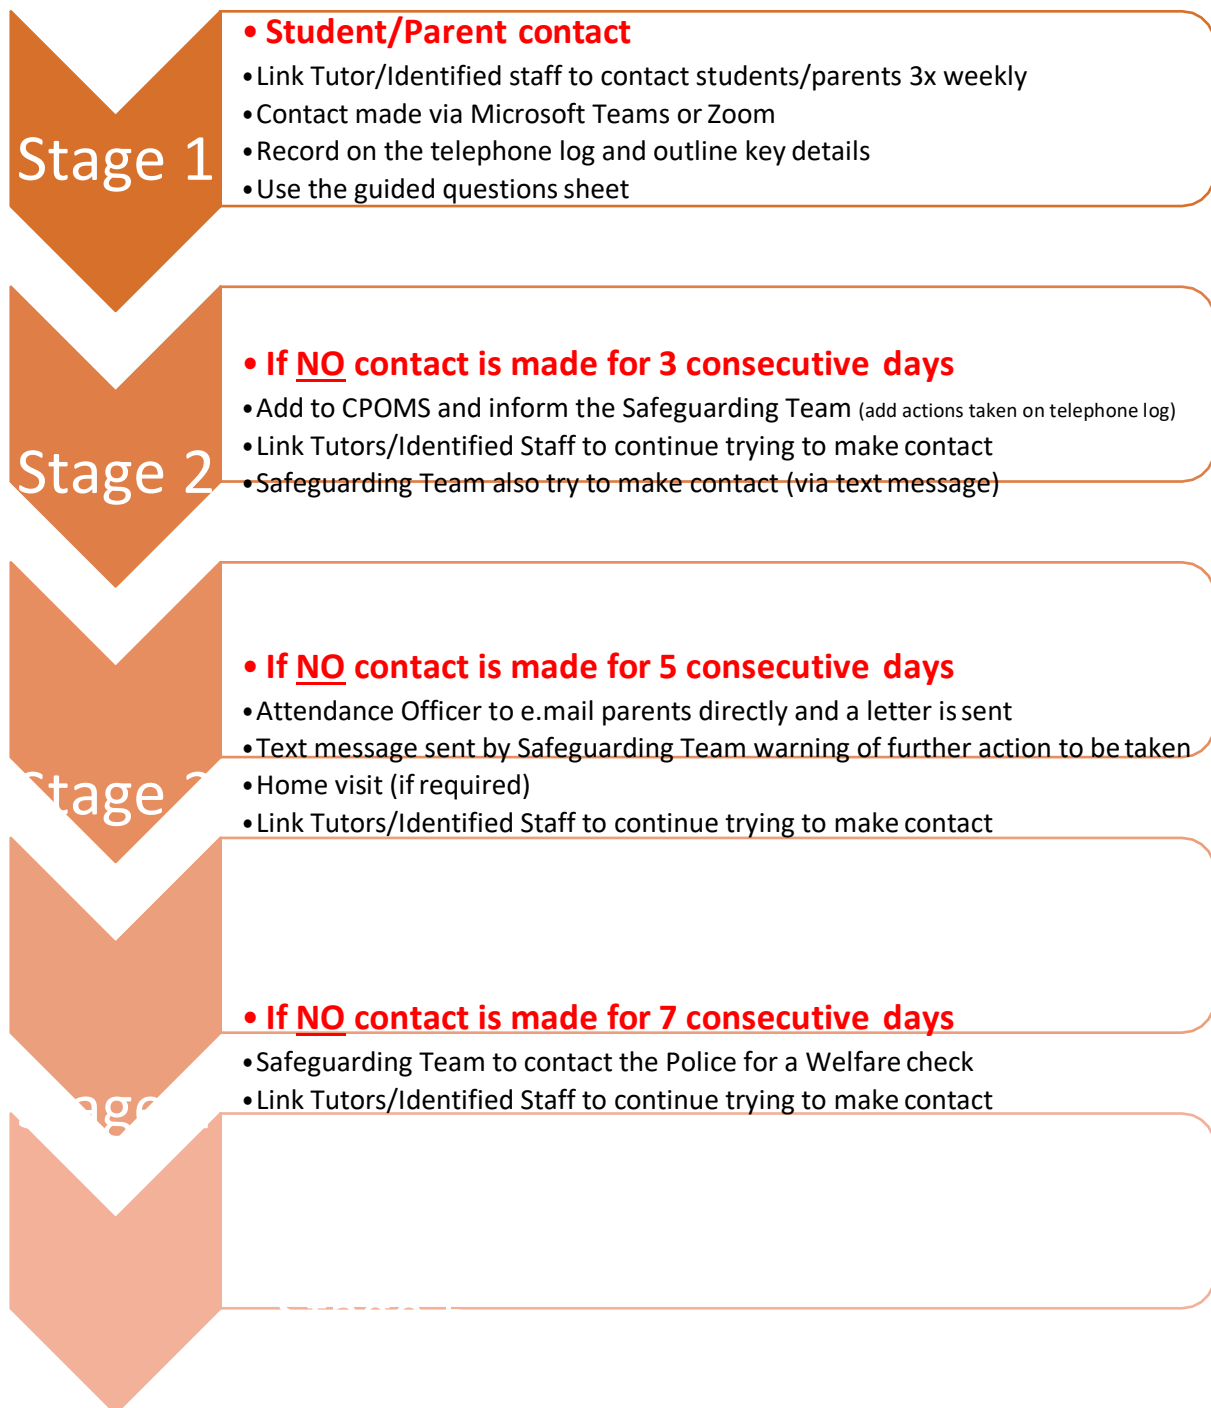 • Student/Parent contact
•Link Tutor/Identified staff to contact students/parents 3x weekly
•Contact made via Microsoft Teams or Zoom
Stage 1
•Record on the telephone log and outline key details
•Use the guided questions sheet
• If NO contact is made for 3 consecutive days
•Add to CPOMS and inform the Safeguarding Team (add actions taken on telephone log)
•Link Tutors/Identified Staff to continue trying to make contact
Stage 2
•Safeguarding Team also try to make contact (via text message)
• If NO contact is made for 5 consecutive days
•Attendance Officer to e.mail parents directly and a letter is sent
•Text message sent by Safeguarding Team warning of further action to be taken
Stage 3
•Home visit (if required)
•Link Tutors/Identified Staff to continue trying to make contact
• If NO contact is made for 7 consecutive days
•Safeguarding Team to contact the Police for a Welfare check
•Link Tutors/Identified Staff to continue trying to make contact
Stage